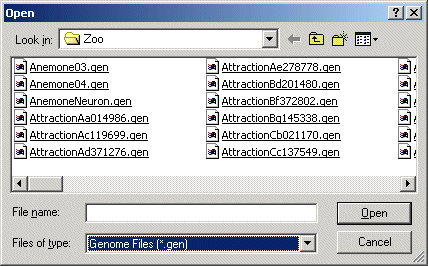 Open
Look in: Zoo
Anemone03.gen AttractionAe278778.gen
Anemone04.gen AttractionBd201480.gen
AnemoneNeuron.gen AttractionBf372802.gen
AttractionAa014986.gen AttractionBq145338.gen
AttractionAc119699.gen AttractionCb021170.gen
AttractionAd371276.gen AttractionCc137549.gen
File name: Open
Files of type: Genome Files (*.gen) Cancel